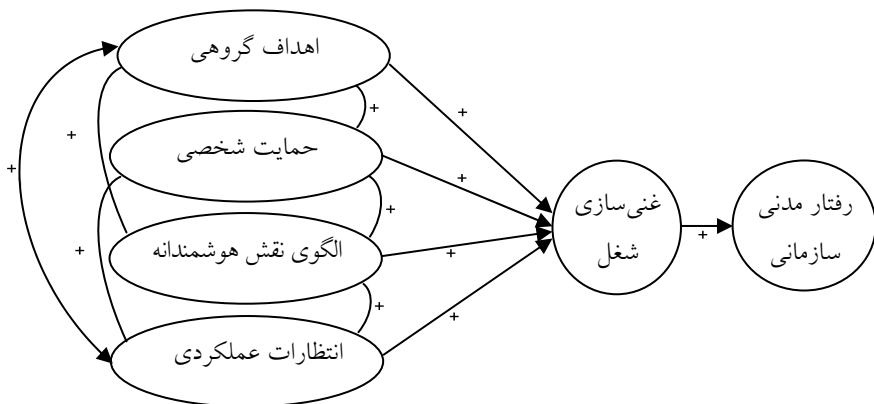 اهداف گروهی
حمایت شخصی
الگوی نقش هوشمندانه
انتظارات عملکردی
غنی‌سازی
شغل
رفتار مدنی
سازمانی
+
+
+
+
+
+
+
+
+
+
+